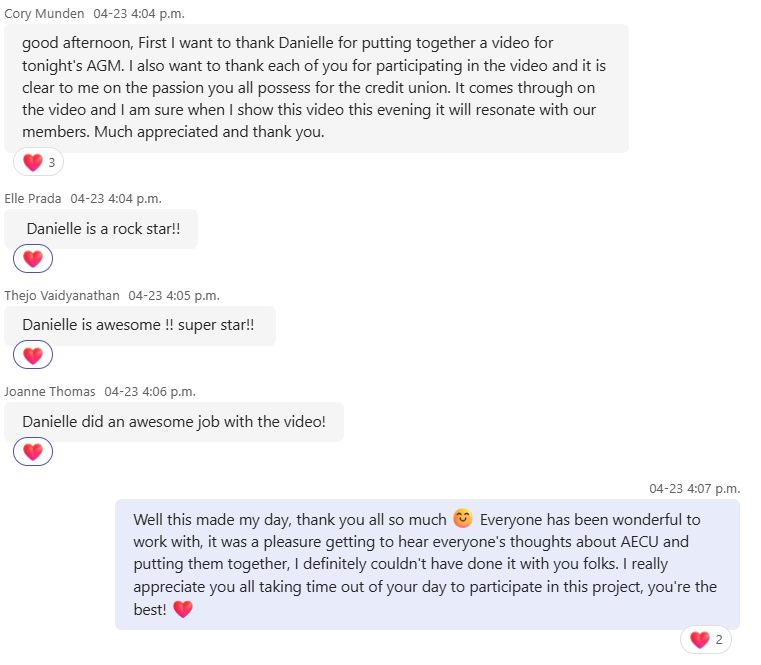 Cory Munden 04-23 4:04 p.m.
good afternoon, First I want to thank Danielle for putting together a video for
tonight's AGM. I also want to thank each of you for participating in the video and it is
clear to me on the passion you all possess for the credit union. It comes through on
the video and I am sure when I show this video this evening it will resonate with our
members. Much appreciated and thank you.
❤️ 3
Elle Prada 04-23 4:04 p.m.
Danielle is a rock star!!
❤️
Thejo Vaidyanathan 04-23 4:05 p.m.
Danielle is awesome !! super star!!
❤️
Joanne Thomas 04-23 4:06 p.m.
Danielle did an awesome job with the video!
❤️
04-23 4:07 p.m.
Well this made my day, thank you all so much 😊 Everyone has been wonderful to
work with, it was a pleasure getting to hear everyone's thoughts about AECU and
putting them together, I definitely couldn't have done it with you folks. I really
appreciate you all taking time out of your day to participate in this project, you're the
best! ❤️
❤️ 2